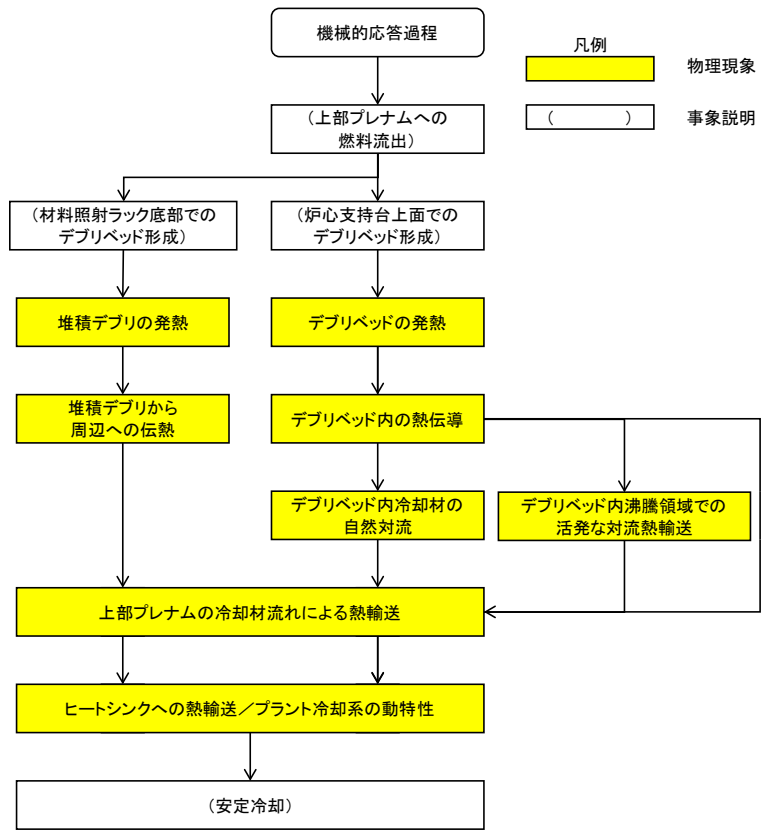 機械的応答過程
凡例
物理現象
(　　　　)
事象説明
(上部プレナムへの
燃料流出)
(材料照射ラック底部での
デブリベッド形成)
(炉心支持台上面での
デブリベッド形成)
堆積デブリの発熱
デブリベッドの発熱
堆積デブリから
周辺への伝熱
デブリベッド内の熱伝導
デブリベッド内冷却材の
自然対流
デブリベッド内沸騰領域での
活発な対流熱輸送
上部プレナムの冷却材流れによる熱輸送
ヒートシンクへの熱輸送／プラント冷却系の動特性
(安定冷却)